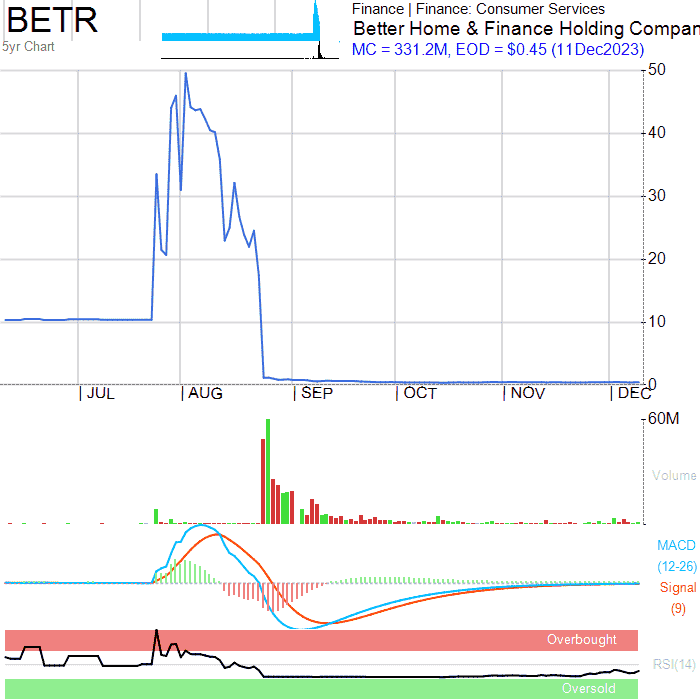 BETR
5yr Chart
Finance | Finance: Consumer Services
Better Home & Finance Holding Compan
MC = 331.2M, EOD = $0.45 (11Dec2023)
50
40
30
20
10
0
| JUL
| AUG
| SEP
| OCT
| NOV
| DEC
60M
Volume
MACD
(12-26)
Signal
(9)
Overbought
RSI(14)
Oversold